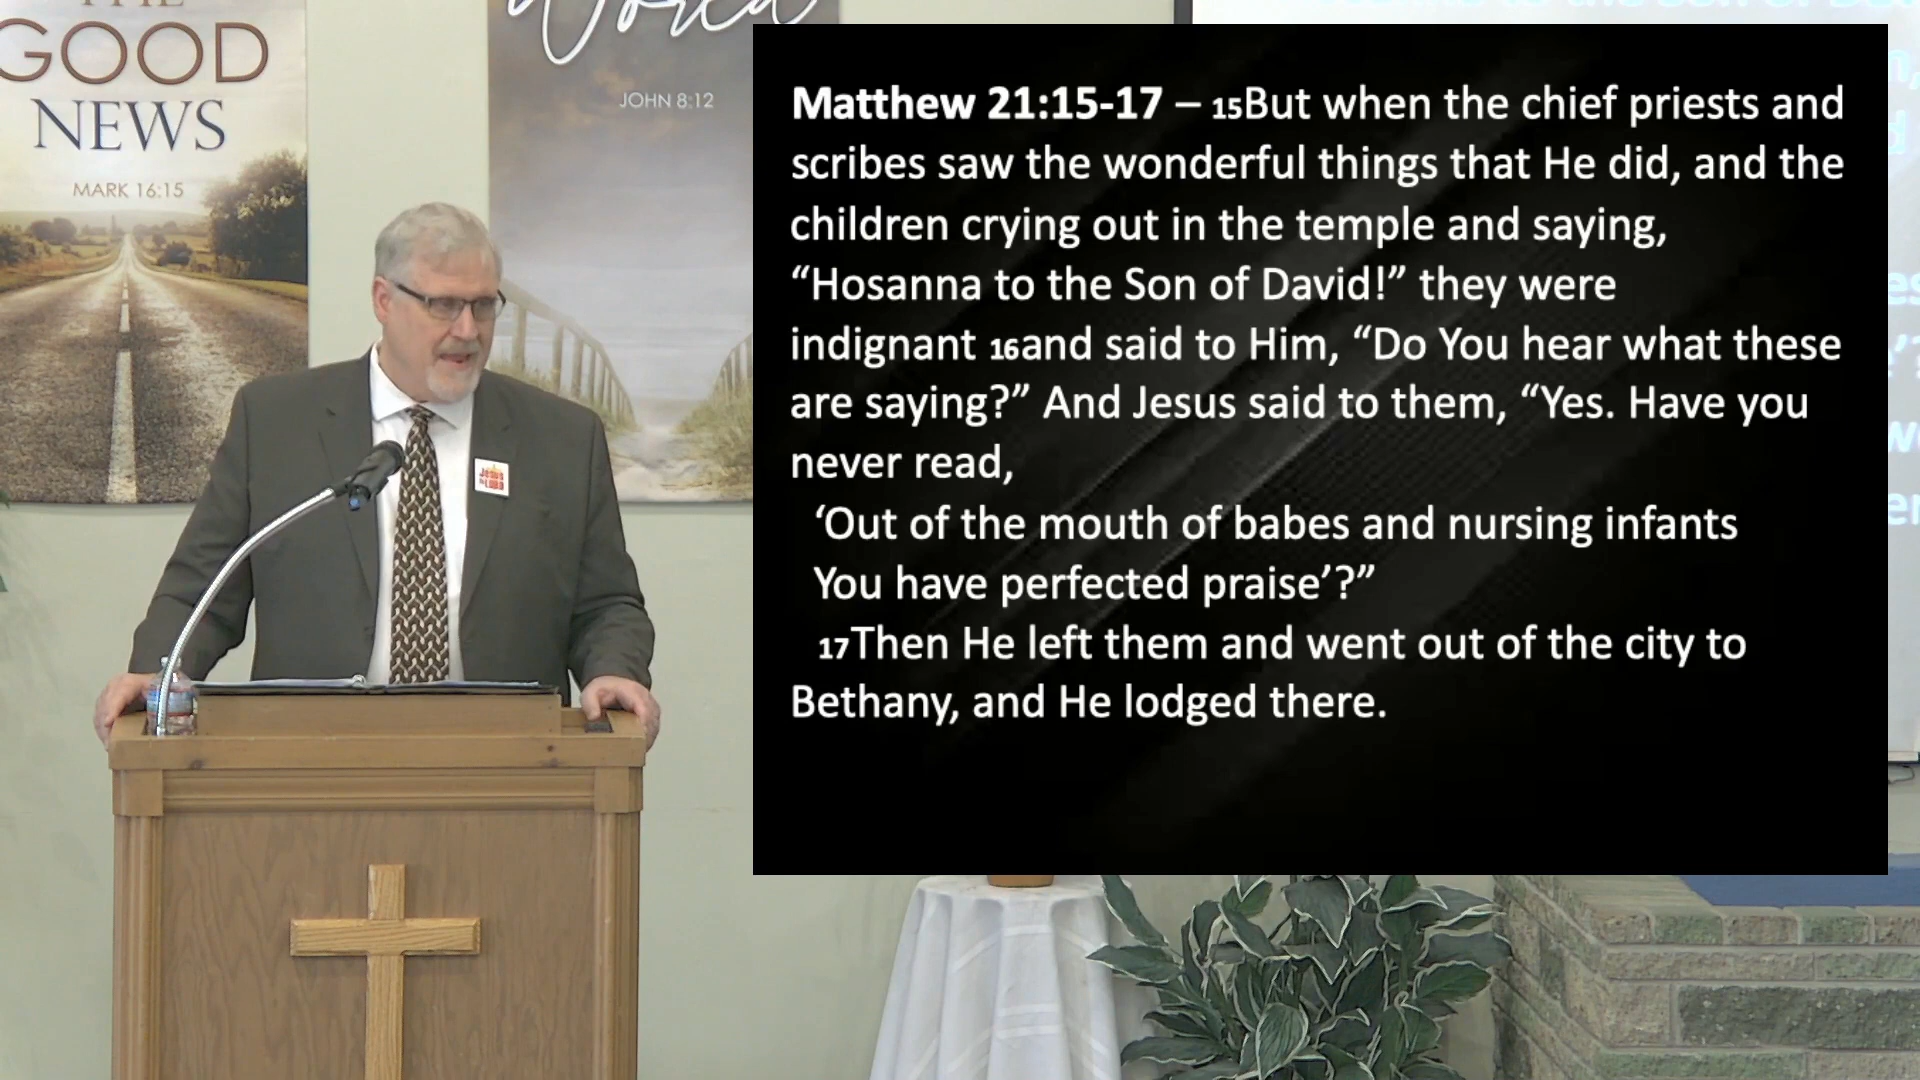 THE
GOOD
NEWS
MARK 16:15
World
JOHN 8:12
Jesus
is LORD
Matthew 21:15-17 – 15But when the chief priests and
scribes saw the wonderful things that He did, and the
children crying out in the temple and saying,
“Hosanna to the Son of David!” they were
indignant 16and said to Him, “Do You hear what these
are saying?” And Jesus said to them, “Yes. Have you
never read,
‘Out of the mouth of babes and nursing infants
You have perfected praise’?”
17Then He left them and went out of the city to
Bethany, and He lodged there.